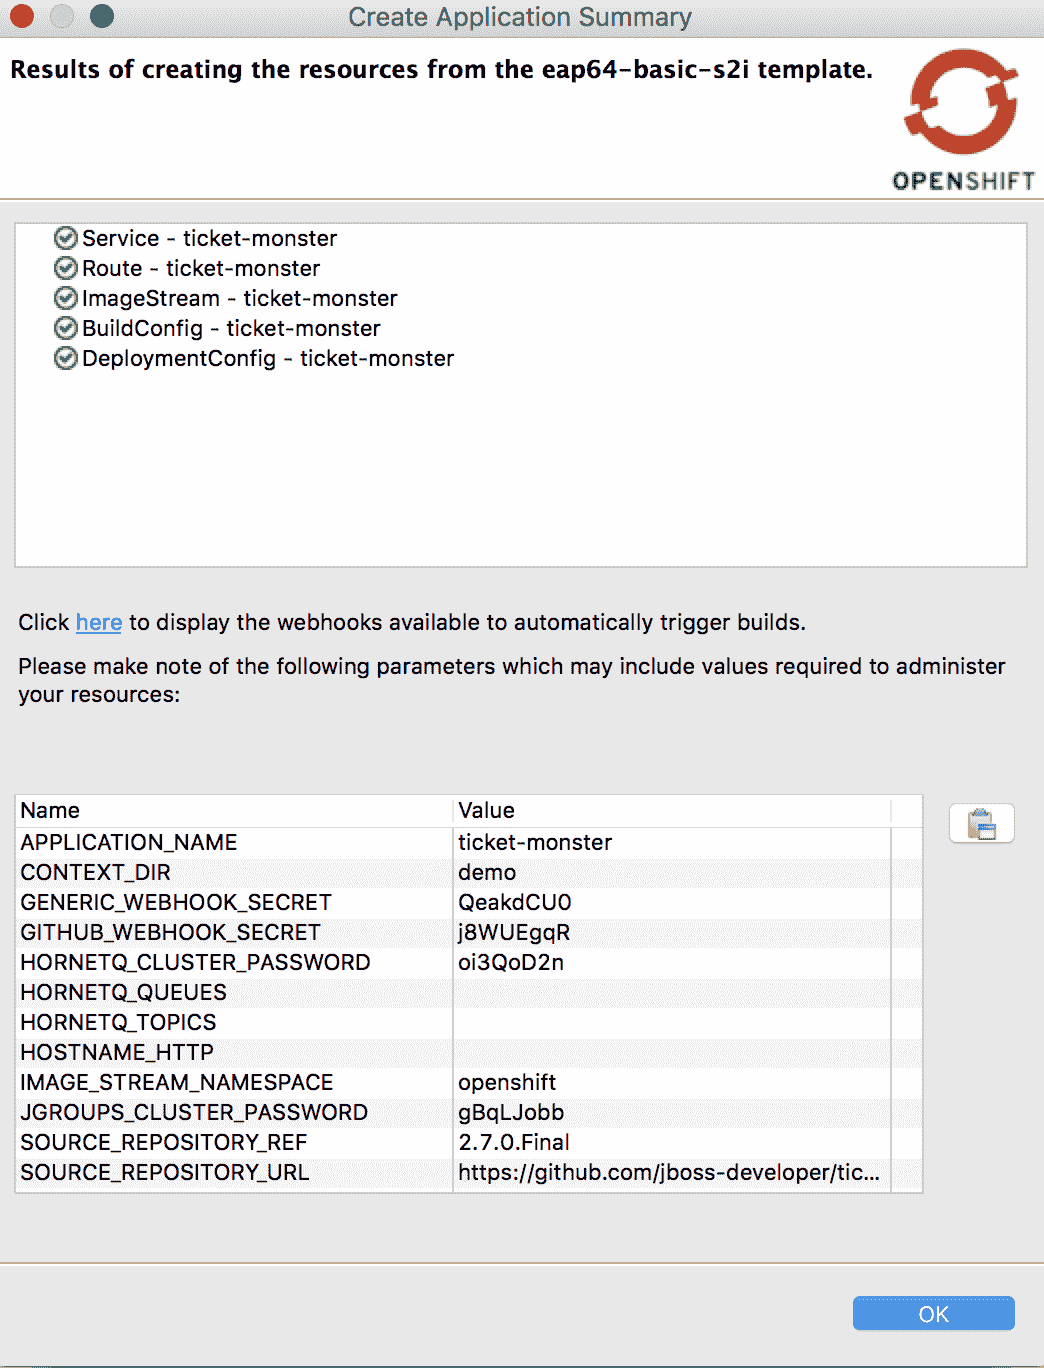 Create Application Summary
Results of creating the resources from the eap64-basic-s2i template.
OPENSHIFT
Service - ticket-monster
Route - ticket-monster
ImageStream - ticket-monster
BuildConfig - ticket-monster
DeploymentConfig - ticket-monster
Click here to display the webhooks available to automatically trigger builds.
Please make note of the following parameters which may include values required to administer
your resources:
Name Value
APPLICATION_NAME ticket-monster
CONTEXT_DIR demo
GENERIC_WEBHOOK_SECRET QeakdCU0
GITHUB_WEBHOOK_SECRET j8WUEgqR
HORNETQ_CLUSTER_PASSWORD oi3QoD2n
HORNETQ_QUEUES
HORNETQ_TOPICS
HOSTNAME_HTTP
IMAGE_STREAM_NAMESPACE openshift
JGROUPS_CLUSTER_PASSWORD gBqLJobb
SOURCE_REPOSITORY_REF 2.7.0.Final
SOURCE_REPOSITORY_URL https://github.com/jboss-developer/tic...
OK